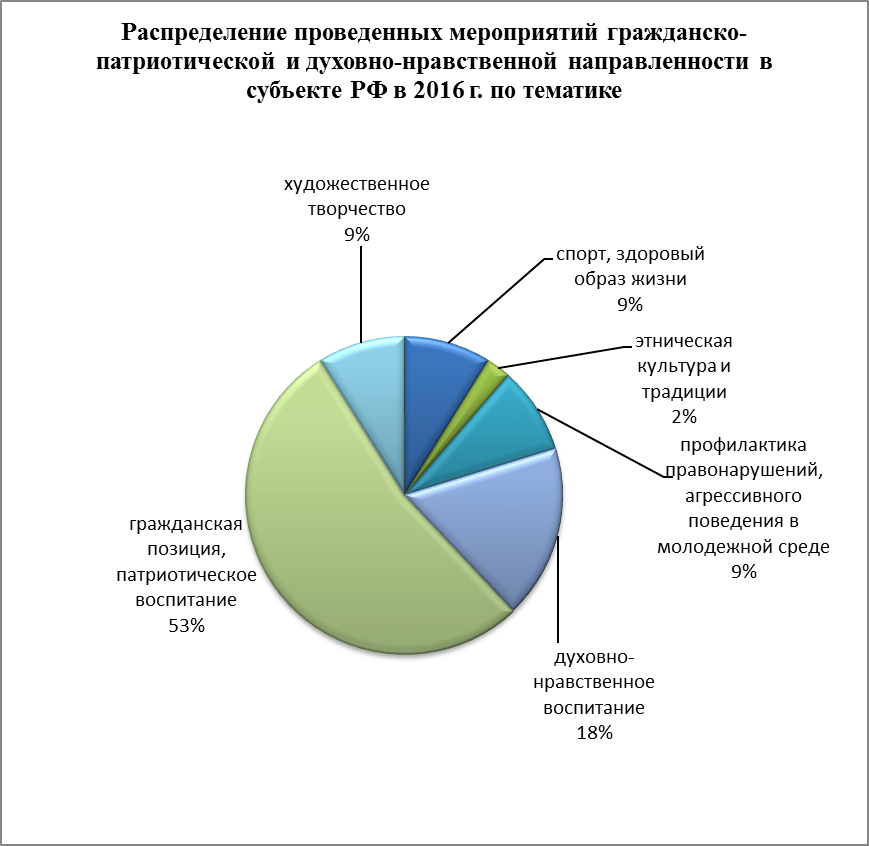 Распределение проведенных мероприятий гражданско-
патриотической и духовно-нравственной направленности в
субъекте РФ в 2016 г. по тематике
художественное
творчество
9%
спорт, здоровый
образ жизни
9%
этническая
культура и
традиции
2%
профилактика
правонарушений,
агрессивного
поведения в
молодежной среде
9%
духовно-
нравственное
воспитание
18%
гражданская
позиция,
патриотическое
воспитание
53%